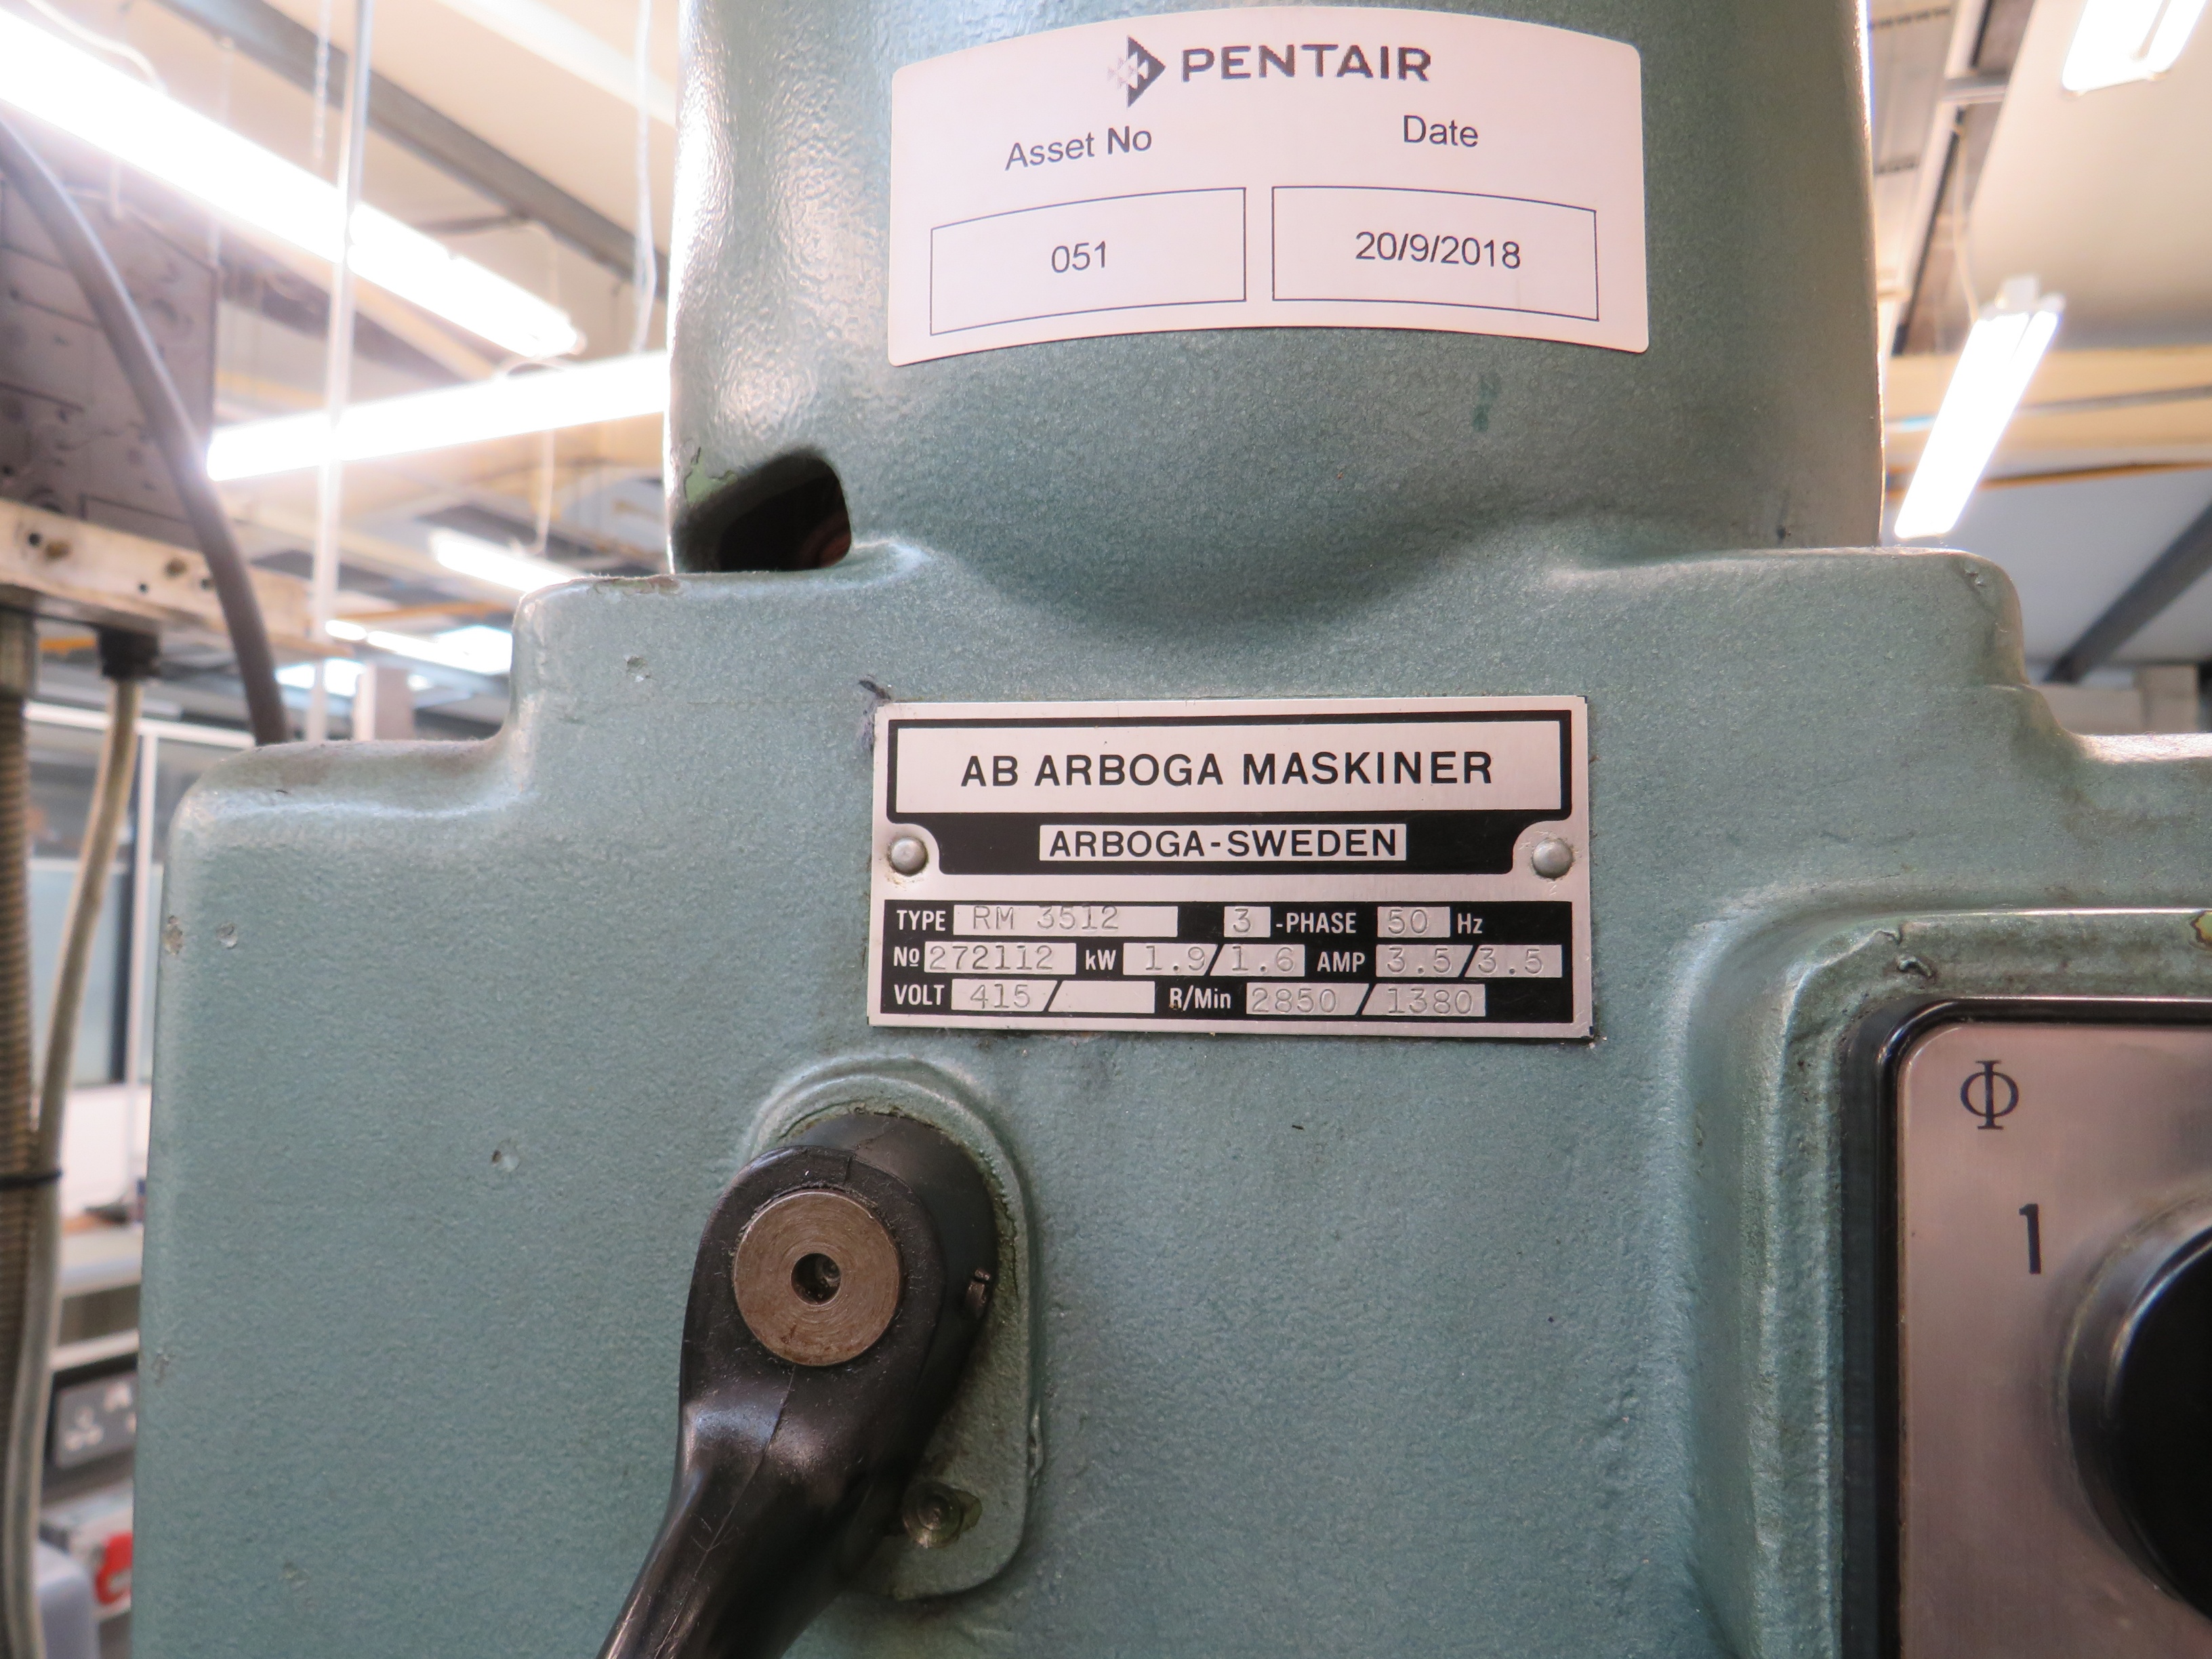 PENTAIR
Asset No Date
051 20/9/2018
AB ARBOGA MASKINER
ARBOGA-SWEDEN
TYPE RM 3512 3 -PHASE 50 Hz
No 272112 kW 1.9/1.6 AMP 3.5/3.5
VOLT 415 / R/Min 2850 / 1380
Φ
1